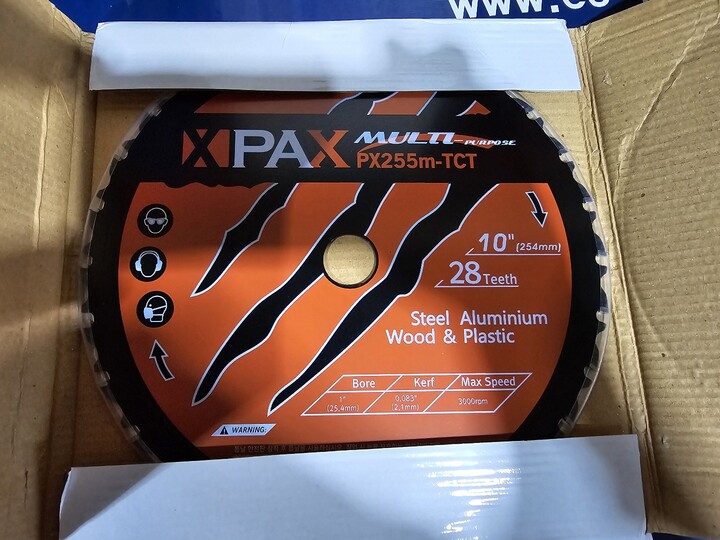 www.co
XPAX MULTI-PURPOSE
PX255m-TCT
10" (254mm)
28 Teeth
Steel Aluminium
Wood & Plastic
Bore Kerf Max Speed
1" (25.4mm) 0.083" (2.1mm) 3000rpm
WARNING: